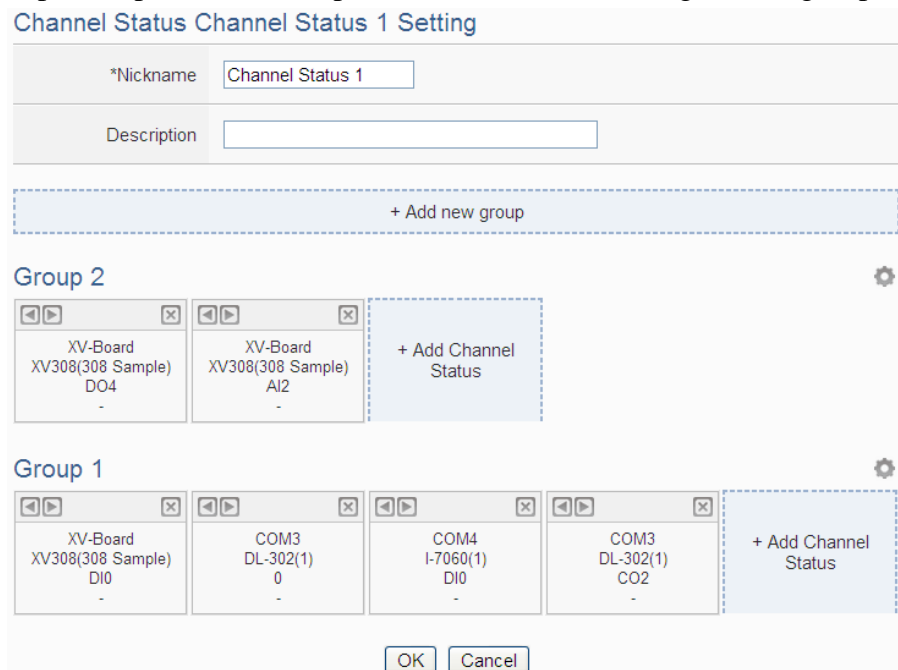 Channel Status Channel Status 1 Setting
*Nickname Channel Status 1
Description
+ Add new group
Group 2
XV-Board
XV308(308 Sample)
DO4
-
XV-Board
XV308(308 Sample)
AI2
-
+ Add Channel
Status
Group 1
XV-Board
XV308(308 Sample)
DI0
-
COM3
DL-302(1)
0
-
COM4
I-7060(1)
DI0
-
COM3
DL-302(1)
CO2
-
+ Add Channel
Status
OK Cancel